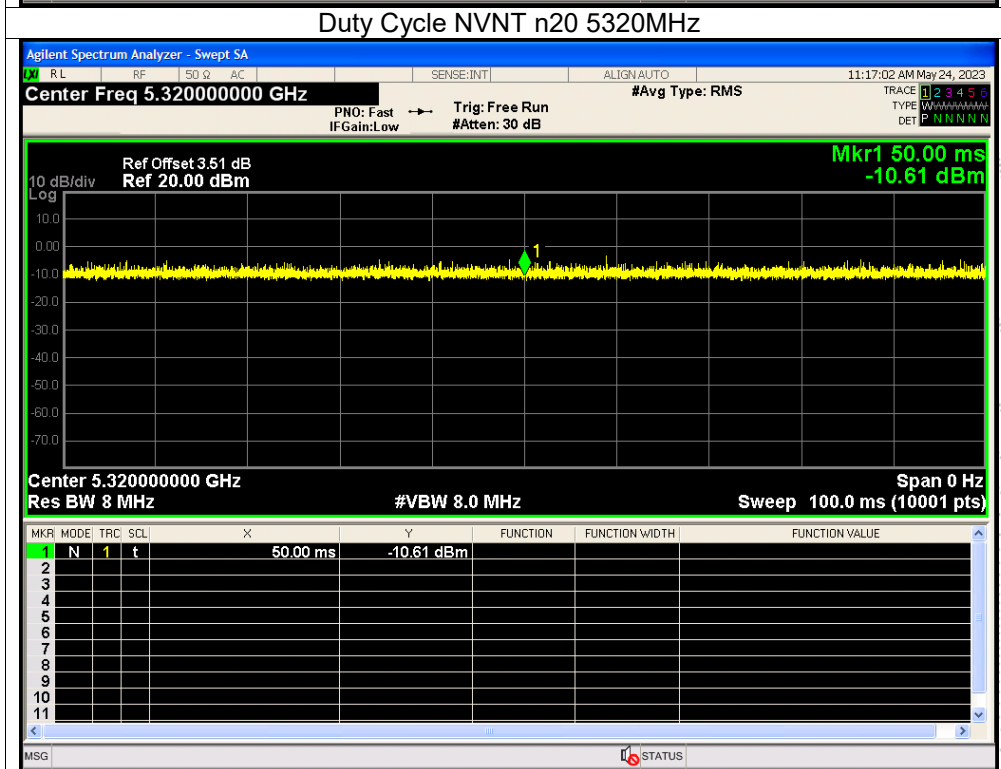 Duty Cycle NVNT n20 5320MHz
Agilent Spectrum Analyzer - Swept SA
LXI RL RF 50 Ω AC SENSE:INT ALIGN AUTO 11:17:02 AM May 24, 2023
Center Freq 5.320000000 GHz #Avg Type: RMS TRACE 1 2 3 4 5 6
PNO: Fast Trig: Free Run TYPE WWWWWW
IFGain:Low #Atten: 30 dB DET P N N N N N
Mkr1 50.00 ms
Ref Offset 3.51 dB
10 dB/div Ref 20.00 dBm -10.61 dBm
Log
10.0
0.00
1
-10.0
-20.0
-30.0
-40.0
-50.0
-60.0
-70.0
Center 5.320000000 GHz Span 0 Hz
Res BW 8 MHz #VBW 8.0 MHz Sweep 100.0 ms (10001 pts)
MKR MODE TRC SCL X Y FUNCTION FUNCTION WIDTH FUNCTION VALUE
1 N 1 t 50.00 ms -10.61 dBm
2
3
4
5
6
7
8
9
10
11
MSG STATUS